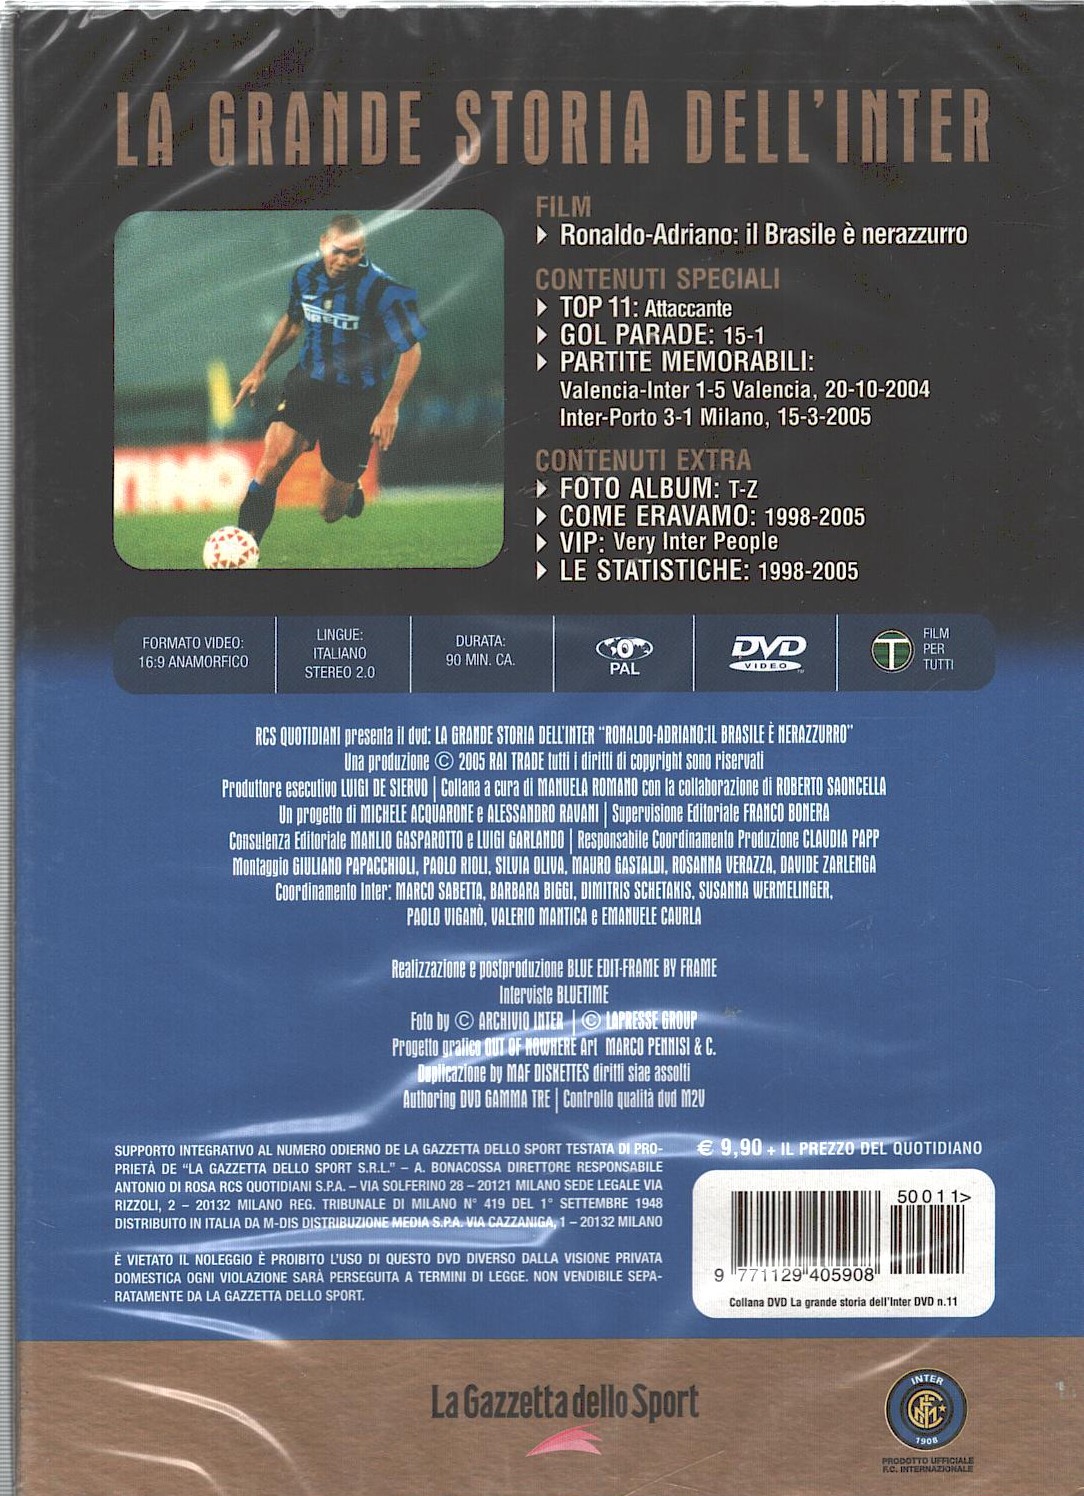 LA GRANDE STORIA DELL'INTER
FILM
Ronaldo-Adriano: il Brasile è nerazzurro
CONTENUTI SPECIALI
TOP 11: Attaccante
GOL PARADE: 15-1
PARTITE MEMORABILI:
Valencia-Inter 1-5 Valencia, 20-10-2004
Inter-Porto 3-1 Milano, 15-3-2005
CONTENUTI EXTRA
FOTO ALBUM: T-Z
COME ERAVAMO: 1998-2005
VIP: Very Inter People
LE STATISTICHE: 1998-2005
PIRELLI
TIMO
FORMATO VIDEO:
16:9 ANAMORFICO
LINGUE:
ITALIANO
STEREO 2.0
DURATA:
90 MIN. CA.
PAL
DVD
VIDEO
T
FILM
PER
TUTTI
RCS QUOTIDIANI presenta il dvd: LA GRANDE STORIA DELL'INTER "RONALDO-ADRIANO:IL BRASILE È NERAZZURRO"
Una produzione © 2005 RAI TRADE tutti i diritti di copyright sono riservati
Produttore esecutivo LUIGI DE SIERVO | Collana a cura di MANUELA ROMANO con la collaborazione di ROBERTO SAONCELLA
Un progetto di MICHELE ACQUARONE e ALESSANDRO RAVANI | Supervisione Editoriale FRANCO BONERA
Consulenza Editoriale MANLIO GASPAROTTO e LUIGI GARLANDO | Responsabile Coordinamento Produzione CLAUDIA PAPP
Montaggio GIULIANO PAPACCHIOLI, PAOLO RIOLI, SILVIA OLIVA, MAURO GASTALDI, ROSANNA VERAZZA, DAVIDE ZARLENGA
Coordinamento Inter: MARCO SABETTA, BARBARA BIGGI, DIMITRIS SCHETAKIS, SUSANNA WERMELINGER,
PAOLO VIGANÒ, VALERIO MANTICA e EMANUELE CAURLA
Realizzazione e postproduzione BLUE EDIT-FRAME BY FRAME
Interviste BLUETIME
Foto by © ARCHIVIO INTER | © LAPRESSE GROUP
Progetto grafico OUT OF NOWHERE Art MARCO PENNISI & C.
Duplicazione by MAF DISKETTES diritti siae assolti
Authoring DVD GAMMA TRE | Controllo qualità dvd M2V
SUPPORTO INTEGRATIVO AL NUMERO ODIERNO DE LA GAZZETTA DELLO SPORT TESTATA DI PRO-
PRIETÀ DE "LA GAZZETTA DELLO SPORT S.R.L." – A. BONACOSSA DIRETTORE RESPONSABILE
ANTONIO DI ROSA RCS QUOTIDIANI S.P.A. – VIA SOLFERINO 28 – 20121 MILANO SEDE LEGALE VIA
RIZZOLI, 2 – 20132 MILANO REG. TRIBUNALE DI MILANO N° 419 DEL 1° SETTEMBRE 1948
DISTRIBUITO IN ITALIA DA M-DIS DISTRIBUZIONE MEDIA S.P.A. VIA CAZZANIGA, 1 – 20132 MILANO
È VIETATO IL NOLEGGIO È PROIBITO L'USO DI QUESTO DVD DIVERSO DALLA VISIONE PRIVATA
DOMESTICA OGNI VIOLAZIONE SARÀ PERSEGUITA A TERMINI DI LEGGE. NON VENDIBILE SEPA-
RATAMENTE DA LA GAZZETTA DELLO SPORT.
€ 9,90 + IL PREZZO DEL QUOTIDIANO
50011>
9 771129 405908
Collana DVD La grande storia dell'Inter DVD n.11
La Gazzetta dello Sport
INTER
1908
PRODOTTO UFFICIALE
F.C. INTERNAZIONALE